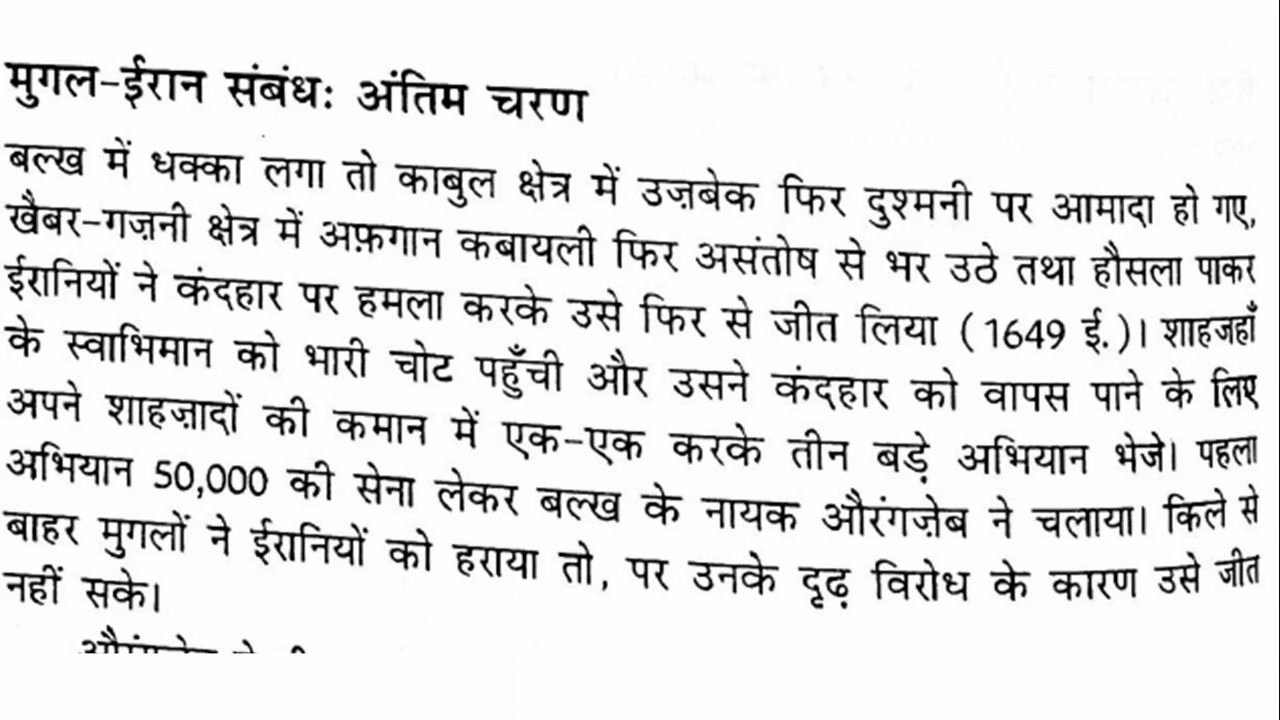 मुगल-ईरान संबंधः अंतिम चरण
बल्ख में धक्का लगा तो काबुल क्षेत्र में उज़बेक फिर दुश्मनी पर आमादा हो गए,
खैबर-गज़नी क्षेत्र में अफ़गान कबायली फिर असंतोष से भर उठे तथा हौसला पाकर
ईरानियों ने कंदहार पर हमला करके उसे फिर से जीत लिया (1649 ई.)। शाहजहाँ
के स्वाभिमान को भारी चोट पहुँची और उसने कंदहार को वापस पाने के लिए
अपने शाहज़ादों की कमान में एक-एक करके तीन बड़े अभियान भेजे। पहला
अभियान 50,000 की सेना लेकर बल्ख के नायक औरंगज़ेब ने चलाया। किले से
बाहर मुगलों ने ईरानियों को हराया तो, पर उनके दृढ़ विरोध के कारण उसे जीत
नहीं सके।